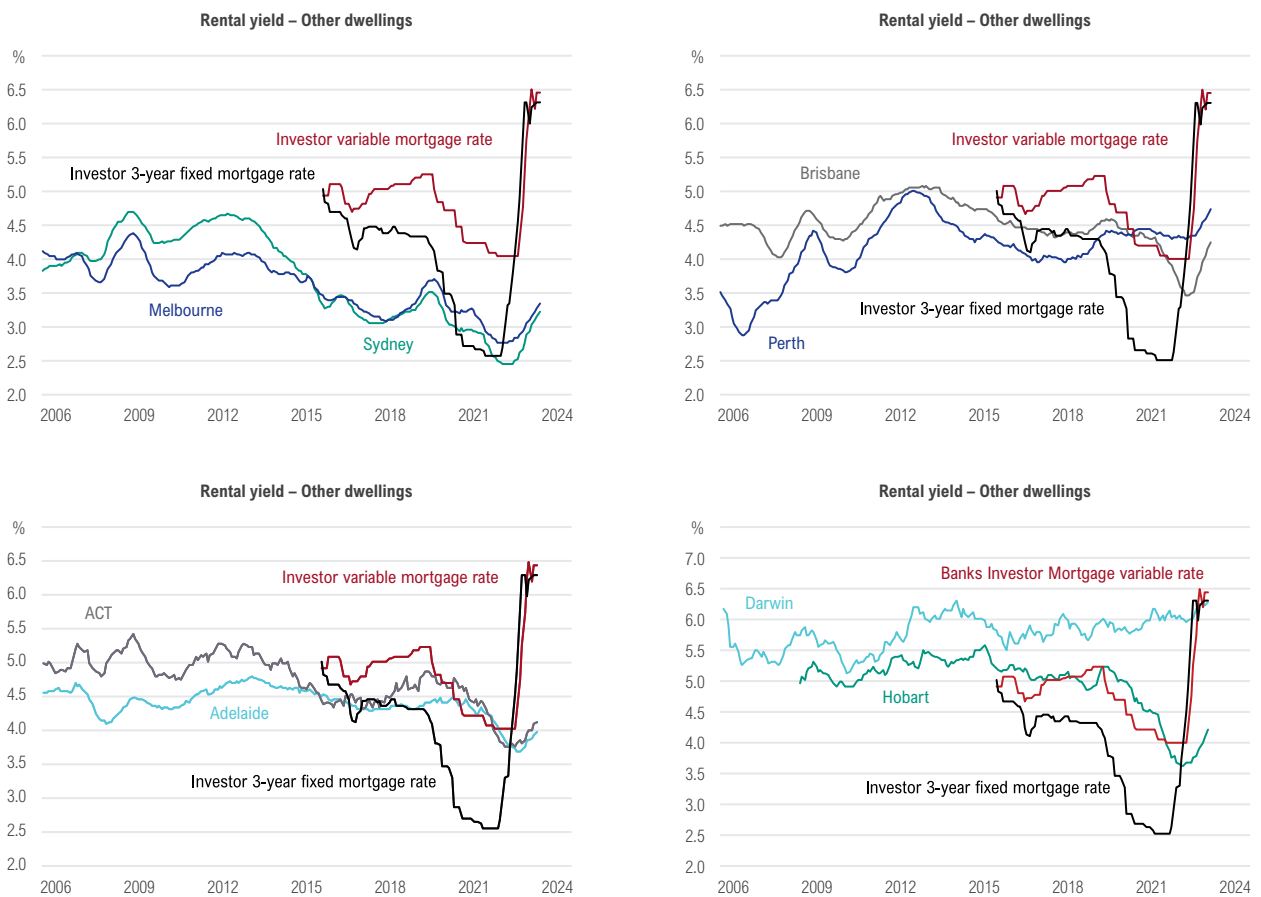 Rental yield – Other dwellings
%
6.5
6.0
5.5
5.0
4.5
4.0
3.5
3.0
2.5
2.0
Investor variable mortgage rate
Investor 3-year fixed mortgage rate
Melbourne
Sydney
2006 2009 2012 2015 2018 2021 2024
Rental yield – Other dwellings
%
6.5
6.0
5.5
5.0
4.5
4.0
3.5
3.0
2.5
2.0
Investor variable mortgage rate
Brisbane
Investor 3-year fixed mortgage rate
Perth
2006 2009 2012 2015 2018 2021 2024
Rental yield – Other dwellings
%
6.5
6.0
5.5
5.0
4.5
4.0
3.5
3.0
2.5
2.0
Investor variable mortgage rate
ACT
Adelaide
Investor 3-year fixed mortgage rate
2006 2009 2012 2015 2018 2021 2024
Rental yield – Other dwellings
%
7.0
6.5
6.0
5.5
5.0
4.5
4.0
3.5
3.0
2.5
2.0
Banks Investor Mortgage variable rate
Darwin
Hobart
Investor 3-year fixed mortgage rate
2006 2009 2012 2015 2018 2021 2024